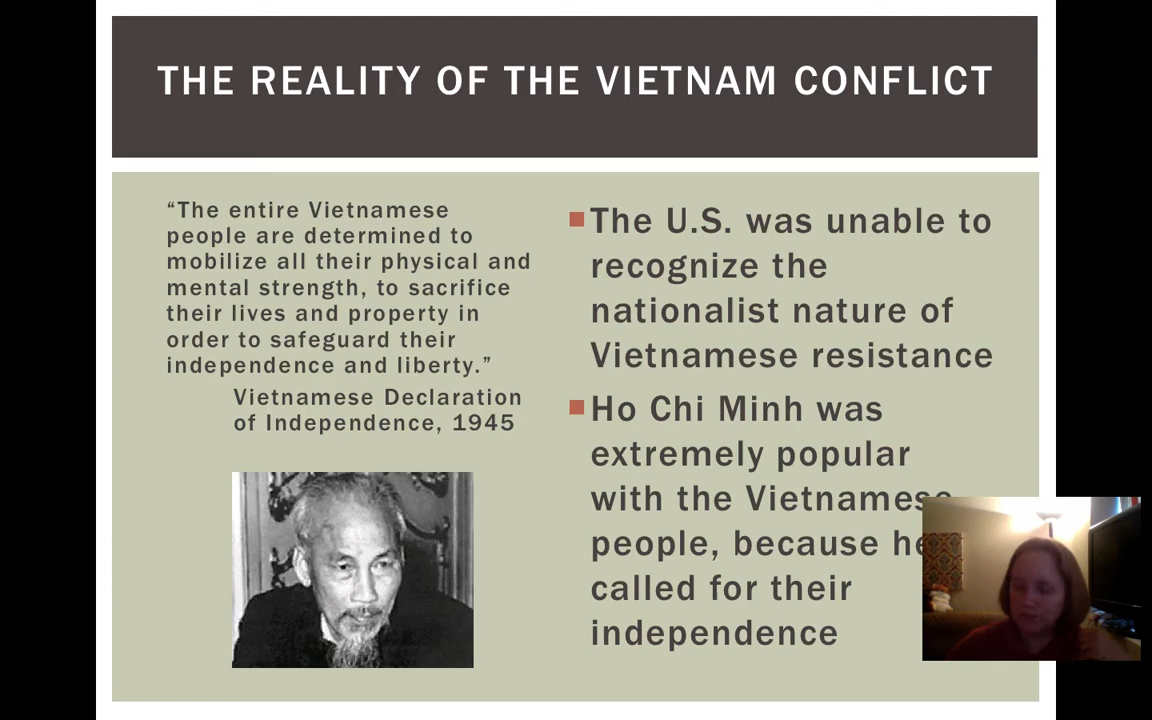 THE REALITY OF THE VIETNAM CONFLICT
“The entire Vietnamese
people are determined to
mobilize all their physical and
mental strength, to sacrifice
their lives and property in
order to safeguard their
independence and liberty.”
Vietnamese Declaration
of Independence, 1945
The U.S. was unable to
recognize the
nationalist nature of
Vietnamese resistance
Ho Chi Minh was
extremely popular
with the Vietnamese
people, because he
called for their
independence